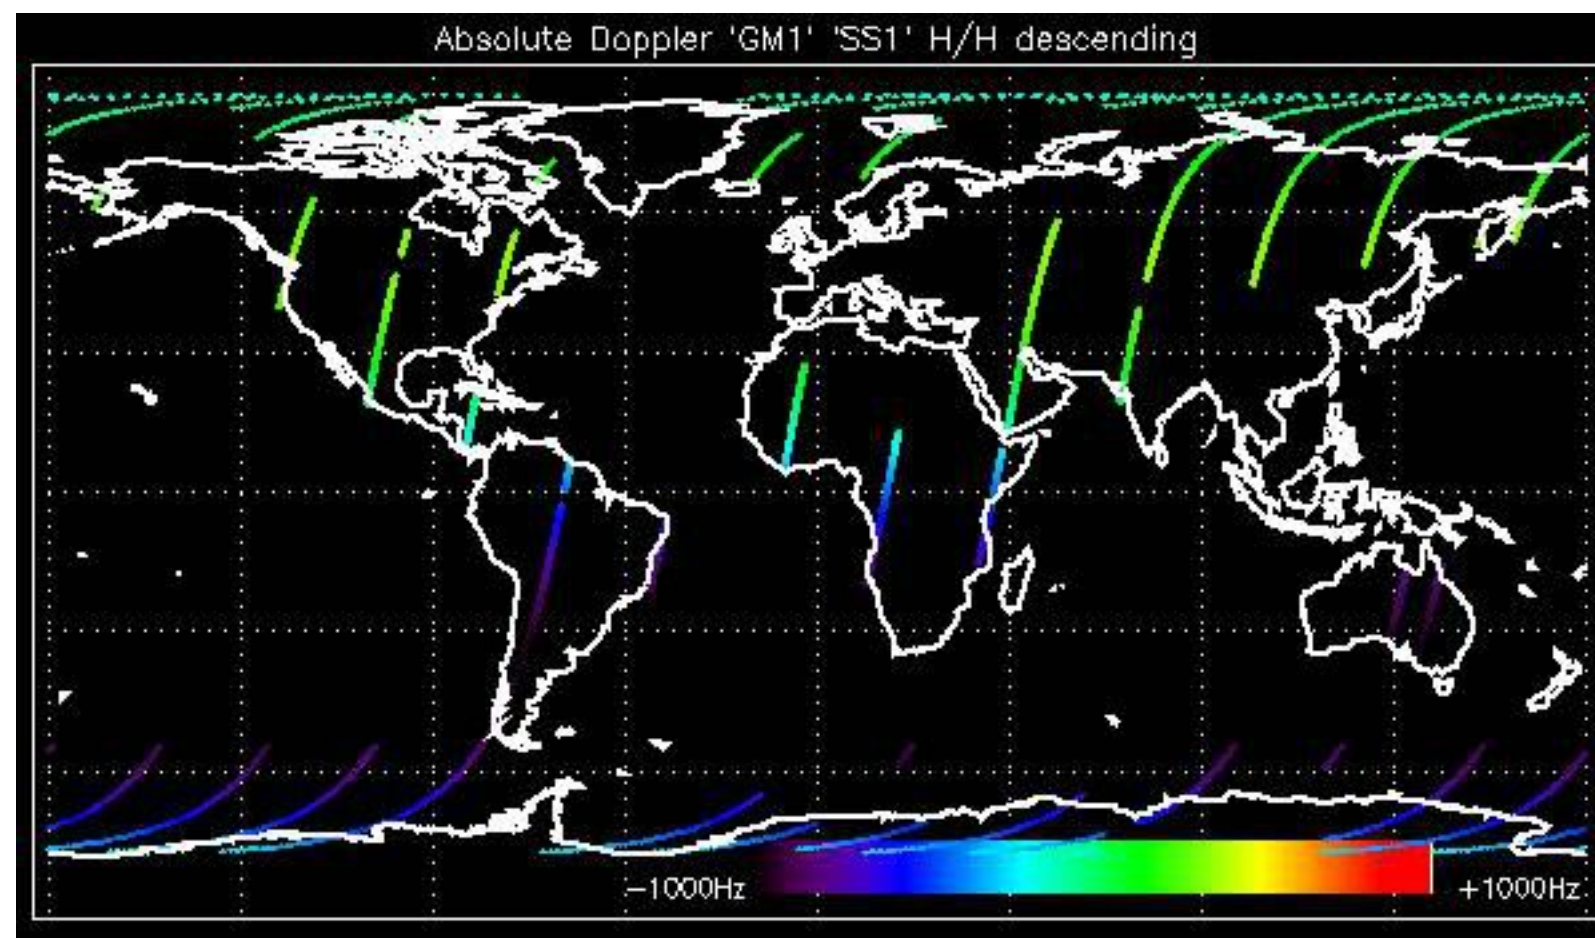 Absolute Doppler 'GM1' 'SS1' H/H descending
−1000Hz
+1000Hz